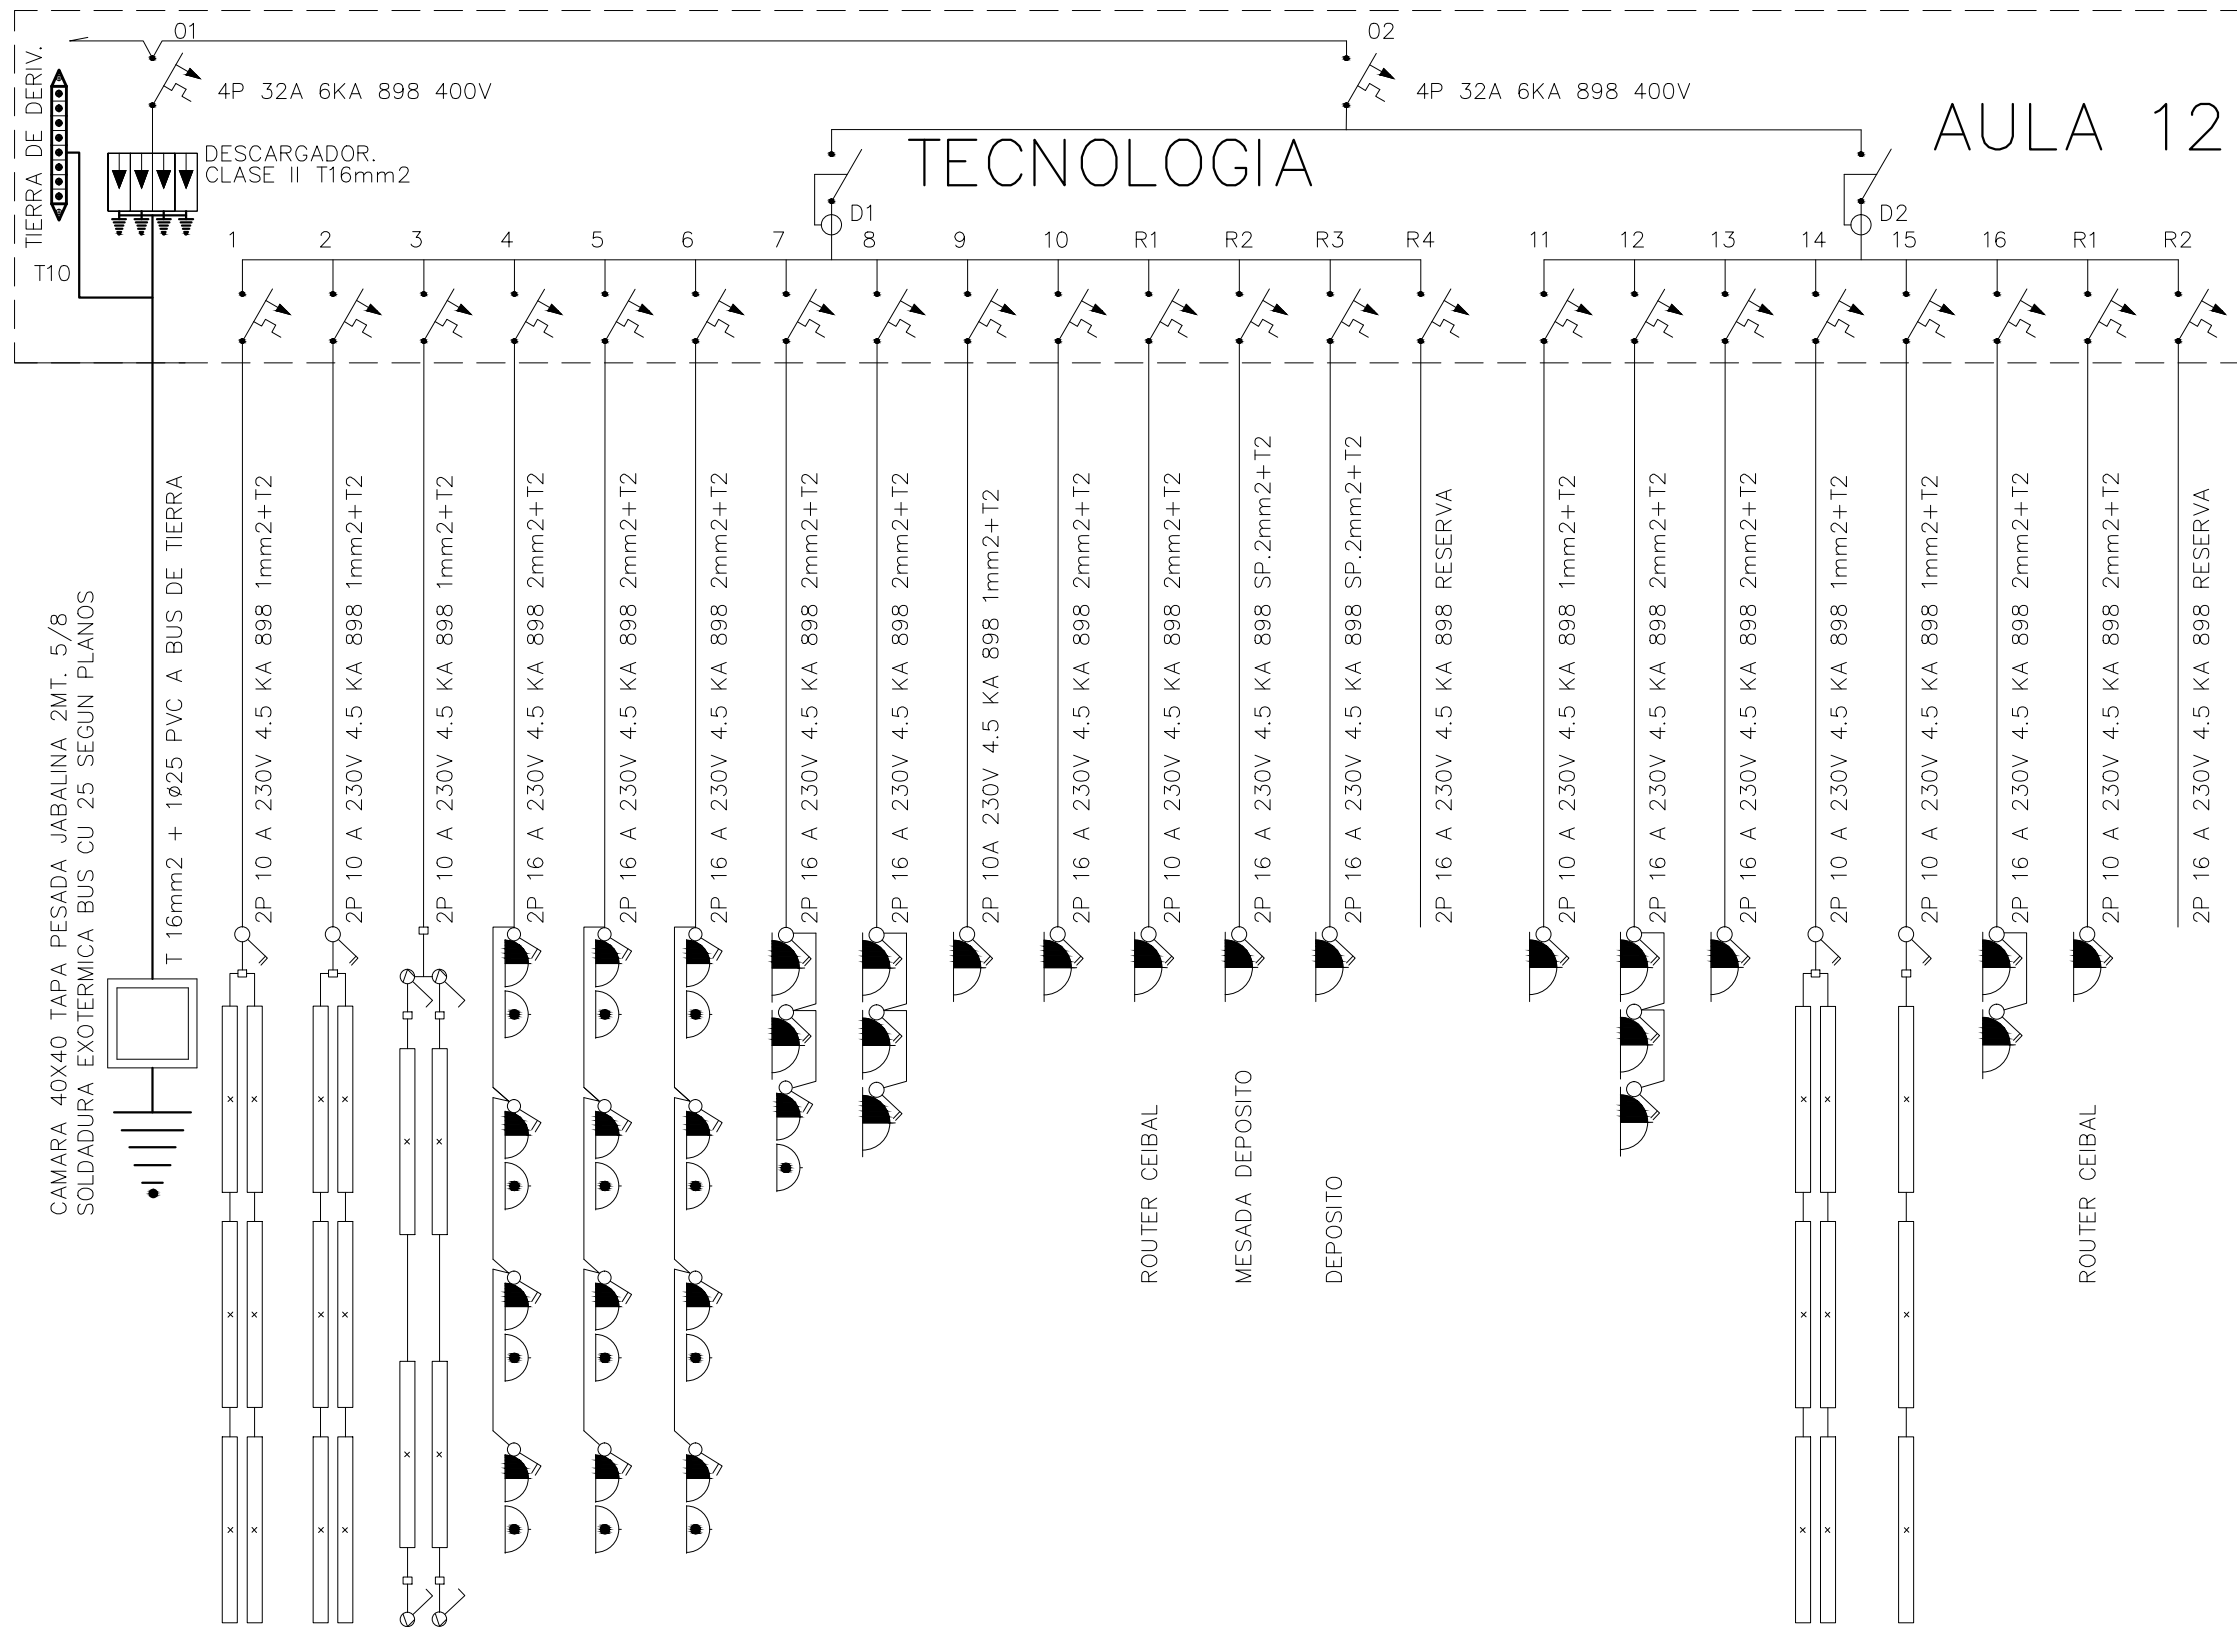 01
02
4P 32A 6KA 898 400V
4P 32A 6KA 898 400V
AULA 12
TECNOLOGIA
TIERRA DE DERIV.
DESCARGADOR.
CLASE II T16mm2
D1
D2
1 2 3 4 5 6 7 8 9 10 R1 R2 R3 R4 11 12 13 14 15 16 R1 R2
T10
CAMARA 40X40 TAPA PESADA JABALINA 2MT. 5/8
SOLDADURA EXOTERMICA BUS CU 25 SEGUN PLANOS
T 16mm2 + 1ø25 PVC A BUS DE TIERRA
2P 10 A 230V 4.5 KA 898 1mm2+T2
2P 10 A 230V 4.5 KA 898 1mm2+T2
2P 10 A 230V 4.5 KA 898 1mm2+T2
2P 16 A 230V 4.5 KA 898 2mm2+T2
2P 16 A 230V 4.5 KA 898 2mm2+T2
2P 16 A 230V 4.5 KA 898 2mm2+T2
2P 16 A 230V 4.5 KA 898 2mm2+T2
2P 16 A 230V 4.5 KA 898 2mm2+T2
2P 10A 230V 4.5 KA 898 1mm2+T2
2P 16 A 230V 4.5 KA 898 2mm2+T2
2P 16 A 230V 4.5 KA 898 2mm2+T2
2P 16 A 230V 4.5 KA 898 SP.2mm2+T2
2P 16 A 230V 4.5 KA 898 SP.2mm2+T2
2P 16 A 230V 4.5 KA 898 RESERVA
2P 10 A 230V 4.5 KA 898 1mm2+T2
2P 16 A 230V 4.5 KA 898 2mm2+T2
2P 16 A 230V 4.5 KA 898 2mm2+T2
2P 10 A 230V 4.5 KA 898 1mm2+T2
2P 10 A 230V 4.5 KA 898 1mm2+T2
2P 16 A 230V 4.5 KA 898 2mm2+T2
2P 10 A 230V 4.5 KA 898 2mm2+T2
2P 16 A 230V 4.5 KA 898 RESERVA
ROUTER CEIBAL
MESADA DEPOSITO
DEPOSITO
ROUTER CEIBAL